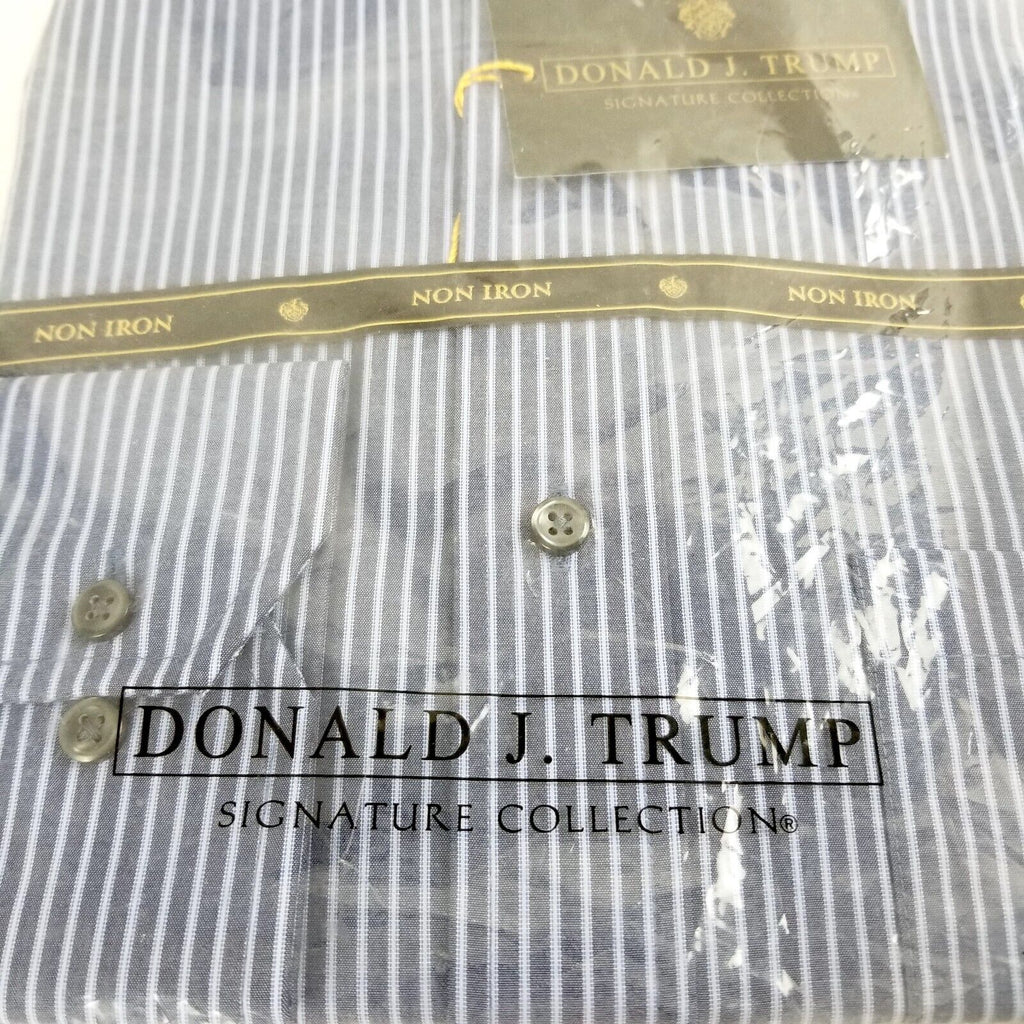 DONALD J. TRUMP
SIGNATURE COLLECTION®
NON IRON NON IRON NON IRON
DONALD J. TRUMP
SIGNATURE COLLECTION®